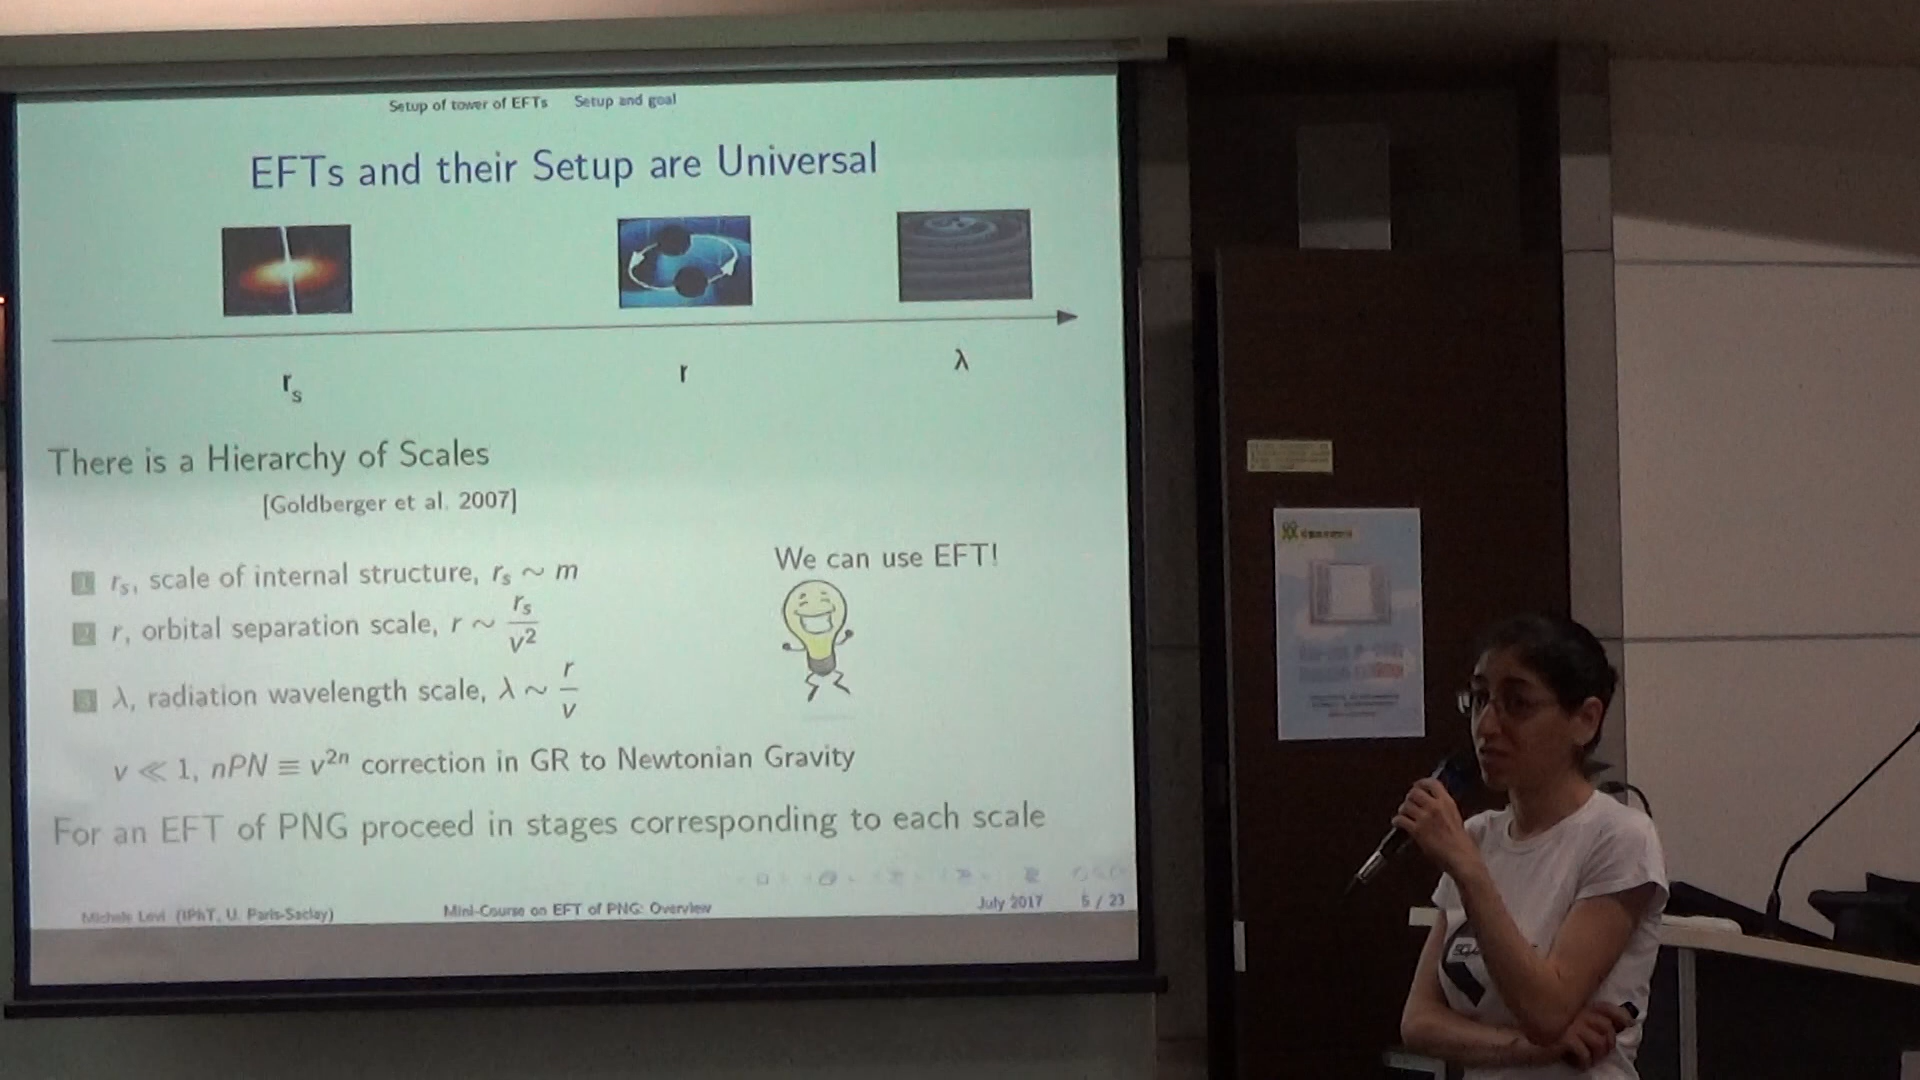 Setup of tower of EFTs Setup and goal
EFTs and their Setup are Universal
r_s r λ
There is a Hierarchy of Scales
[Goldberger et al. 2007]
1 r_s, scale of internal structure, r_s ∼ m
2 r, orbital separation scale, r ∼ r_s/v²
3 λ, radiation wavelength scale, λ ∼ r/v
We can use EFT!
v ≪ 1, nPN ≡ v²ⁿ correction in GR to Newtonian Gravity
For an EFT of PNG proceed in stages corresponding to each scale
Michele Levi (IPhT, U. Paris-Saclay) Mini-Course on EFT of PNG: Overview July 2017 5 / 23